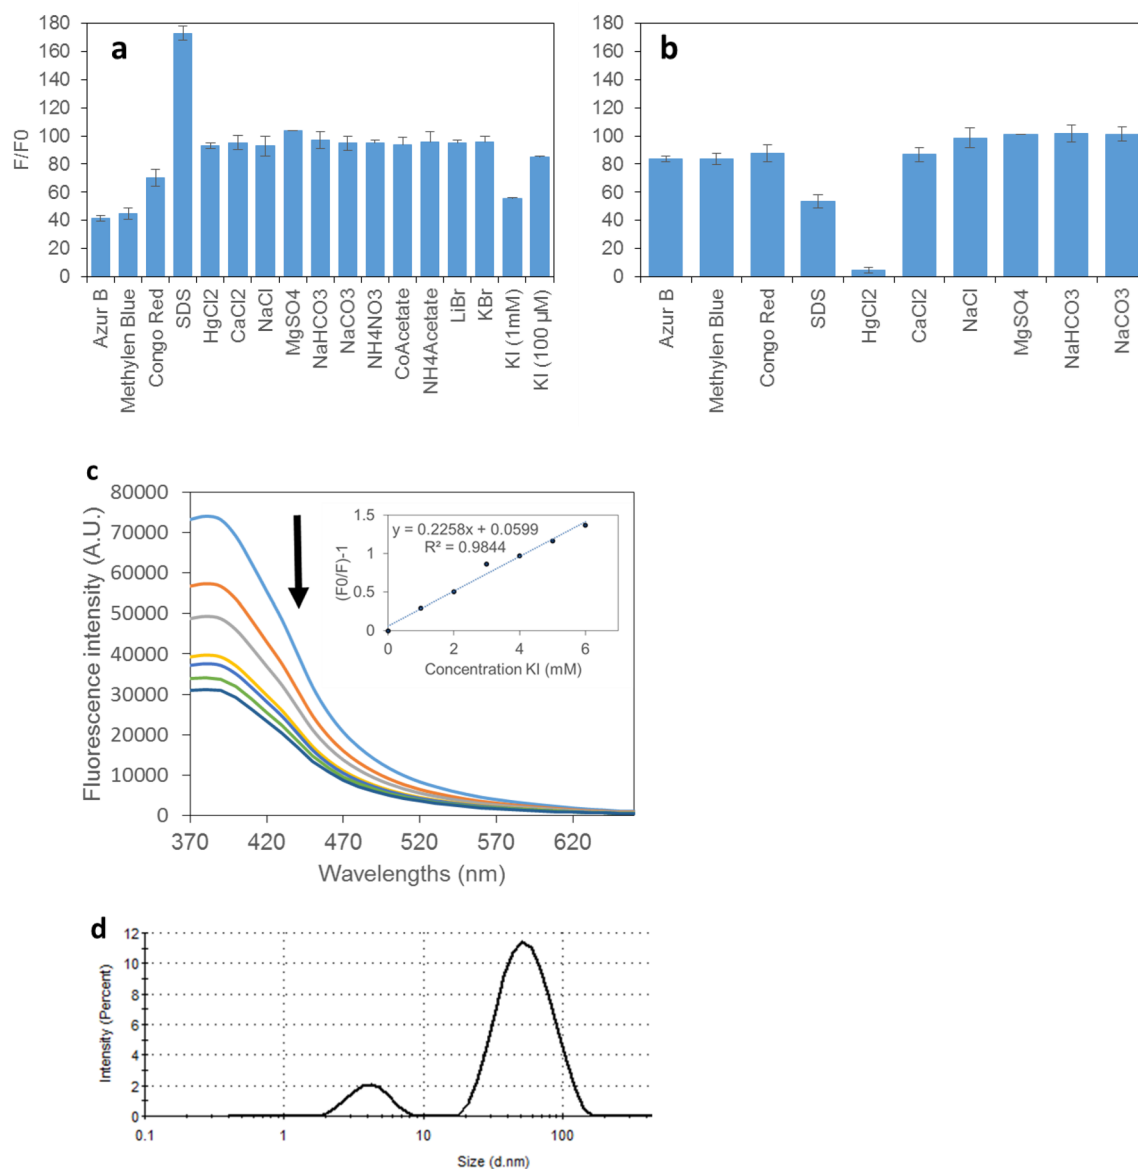 a
b
F/F0
180
160
140
120
100
80
60
40
20
0
Azur B
Methylen Blue
Congo Red
SDS
HgCl2
CaCl2
NaCl
MgSO4
NaHCO3
NaCO3
NH4NO3
CoAcetate
NH4Acetate
LiBr
KBr
KI (1mM)
KI (100 µM)
180
160
140
120
100
80
60
40
20
0
Azur B
Methylen Blue
Congo Red
SDS
HgCl2
CaCl2
NaCl
MgSO4
NaHCO3
NaCO3
c
Fluorescence intensity (A.U.)
80000
70000
60000
50000
40000
30000
20000
10000
0
370 420 470 520 570 620
Wavelengths (nm)
(F0/F)-1
1.5
1
0.5
0
y = 0.2258x + 0.0599
R² = 0.9844
0 2 4 6
Concentration KI (mM)
d
Intensity (Percent)
12
10
8
6
4
2
0
0.1 1 10 100
Size (d.nm)